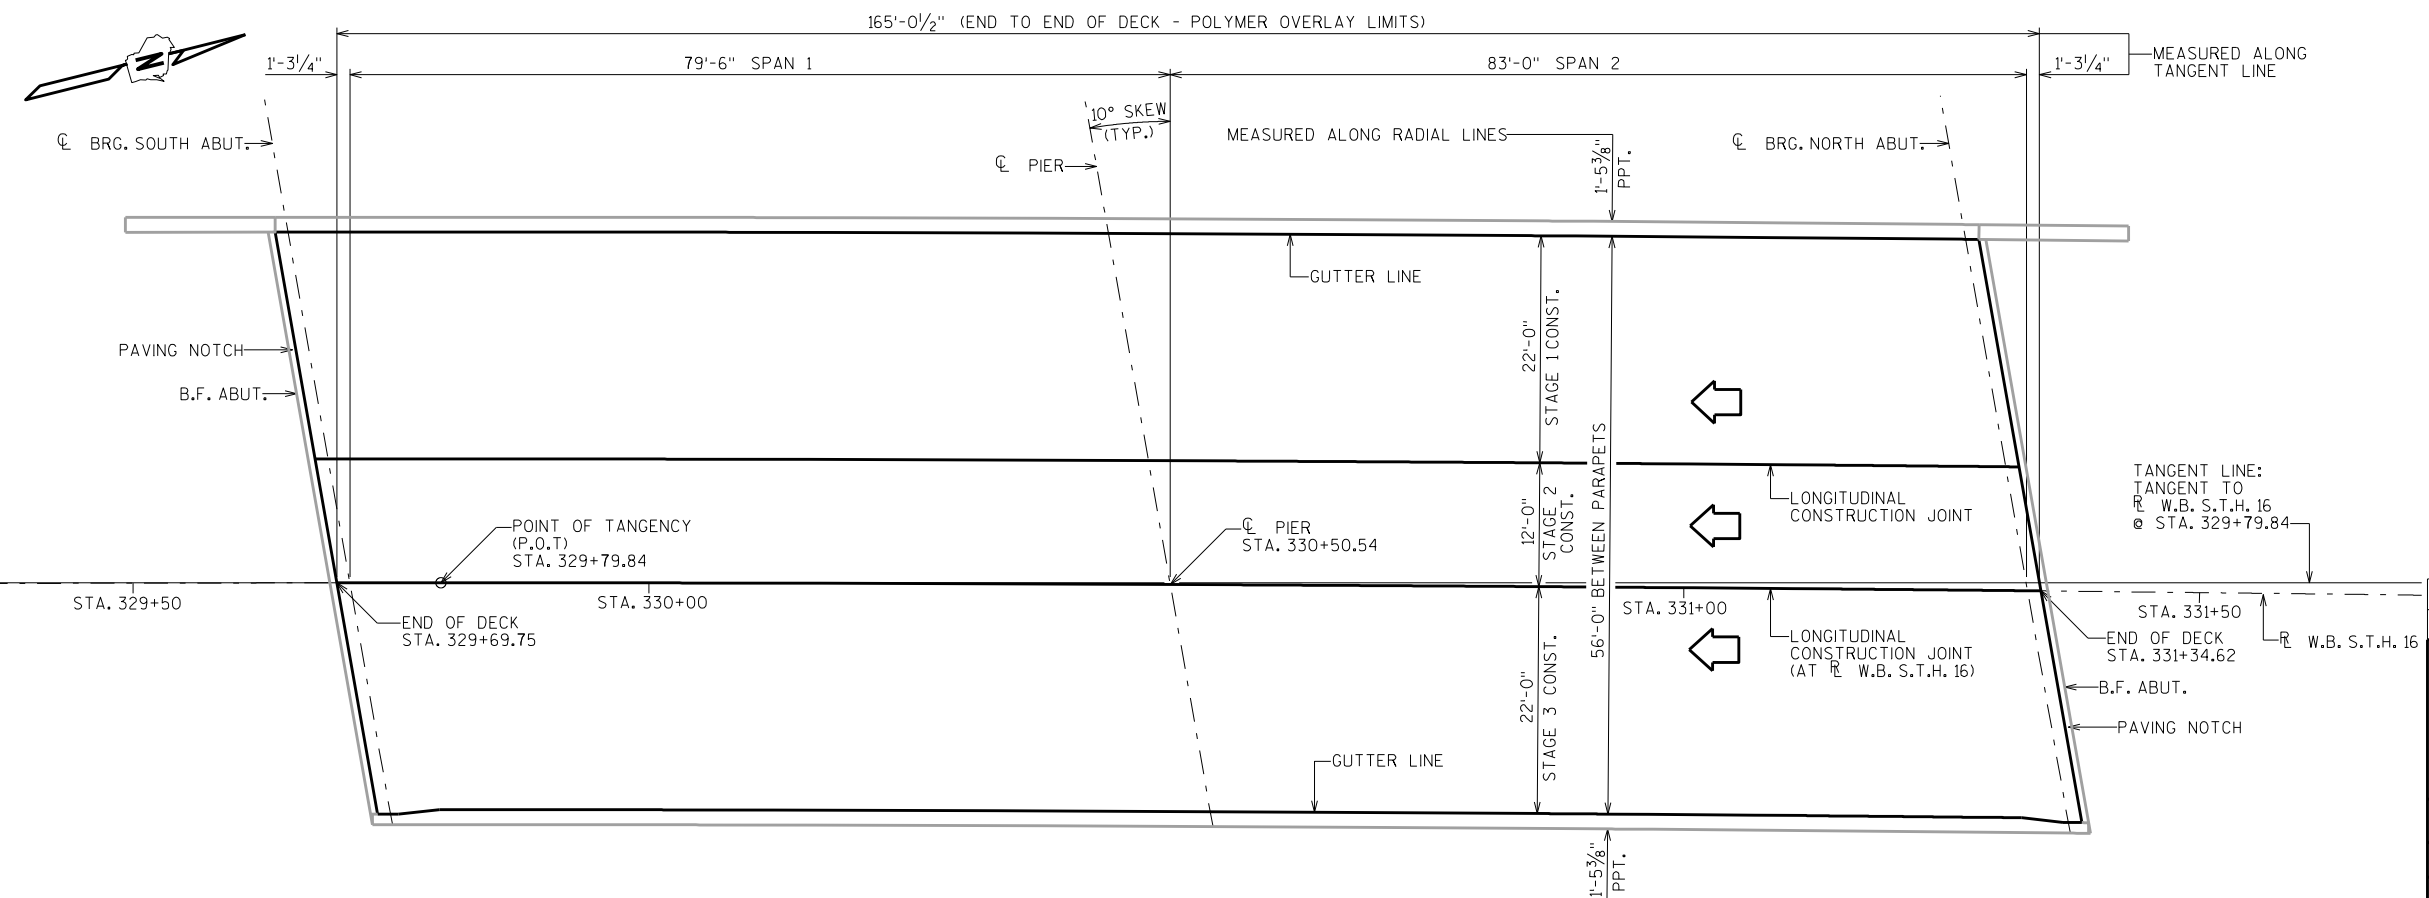 165'-0½" (END TO END OF DECK - POLYMER OVERLAY LIMITS)
1'-3¼"
79'-6" SPAN 1
83'-0" SPAN 2
1'-3¼"
MEASURED ALONG
TANGENT LINE
N
10° SKEW
(TYP.)
℄ BRG. SOUTH ABUT.
℄ PIER
MEASURED ALONG RADIAL LINES
1'-5⅜"
PPT.
℄ BRG. NORTH ABUT.
GUTTER LINE
22'-0"
STAGE 1 CONST.
PAVING NOTCH
B.F. ABUT.
56'-0" BETWEEN PARAPETS
12'-0"
STAGE 2
CONST.
LONGITUDINAL
CONSTRUCTION JOINT
TANGENT LINE:
TANGENT TO
RL W.B. S.T.H. 16
@ STA. 329+79.84
POINT OF TANGENCY
(P.O.T)
STA. 329+79.84
℄ PIER
STA. 330+50.54
STA. 329+50
STA. 330+00
STA. 331+00
STA. 331+50
END OF DECK
STA. 329+69.75
22'-0"
STAGE 3 CONST.
LONGITUDINAL
CONSTRUCTION JOINT
(AT RL W.B. S.T.H. 16)
END OF DECK
STA. 331+34.62
RL W.B. S.T.H. 16
B.F. ABUT.
PAVING NOTCH
GUTTER LINE
1'-5⅜"
PPT.